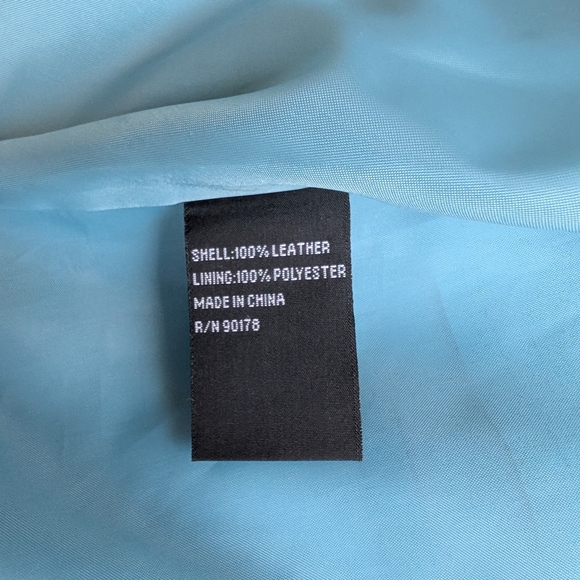 SHELL:100% LEATHER
LINING:100% POLYESTER
MADE IN CHINA
R/N 90178